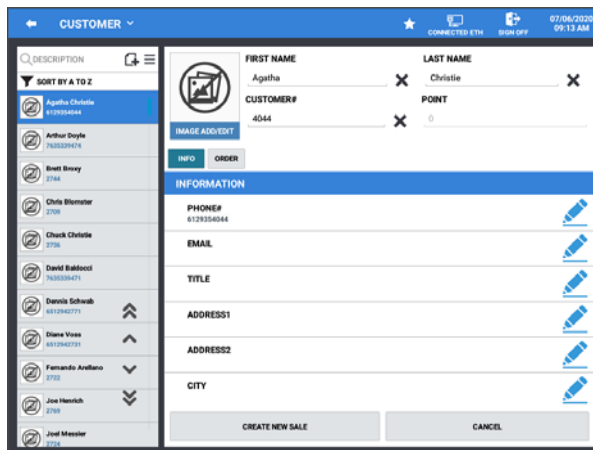 CUSTOMER
CONNECTED ETH
SIGN OFF
07/06/2020
09:13 AM
DESCRIPTION
SORT BY A TO Z
Agatha Christie
6129354044
Arthur Doyle
7635339474
Brett Broxy
2744
Chris Blomster
2709
Chuck Christie
2736
David Baldocci
7635339471
Dennis Schwab
6512942771
Diane Voss
6512942731
Fernando Arellano
2722
Joe Henrich
2769
Joel Messler
2724
IMAGE ADD/EDIT
FIRST NAME
Agatha
LAST NAME
Christie
CUSTOMER#
4044
POINT
0
INFO
ORDER
INFORMATION
PHONE#
6129354044
EMAIL
TITLE
ADDRESS1
ADDRESS2
CITY
CREATE NEW SALE
CANCEL